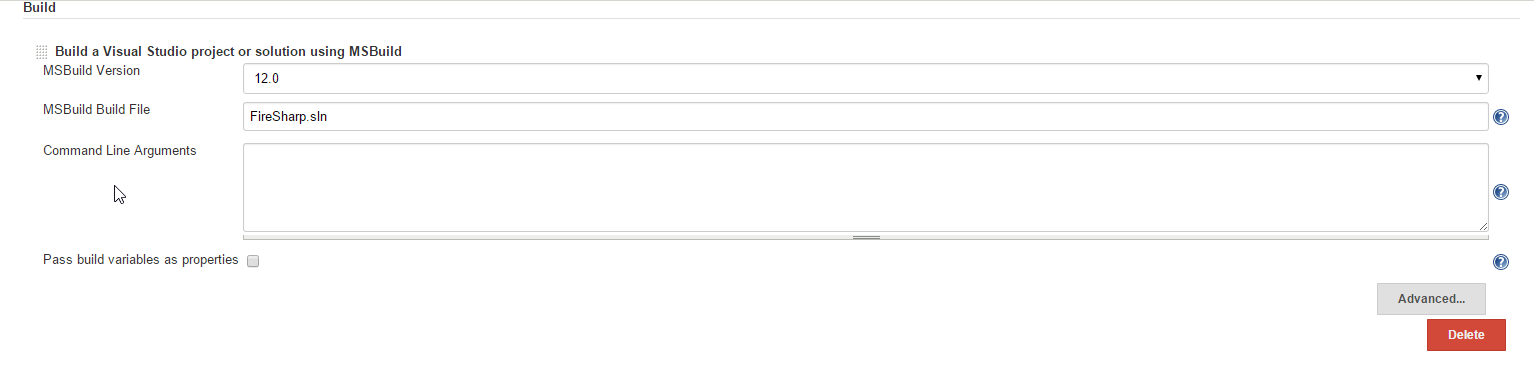 Build
Build a Visual Studio project or solution using MSBuild
MSBuild Version
12.0
MSBuild Build File
FireSharp.sln
Command Line Arguments
Pass build variables as properties
Advanced...
Delete